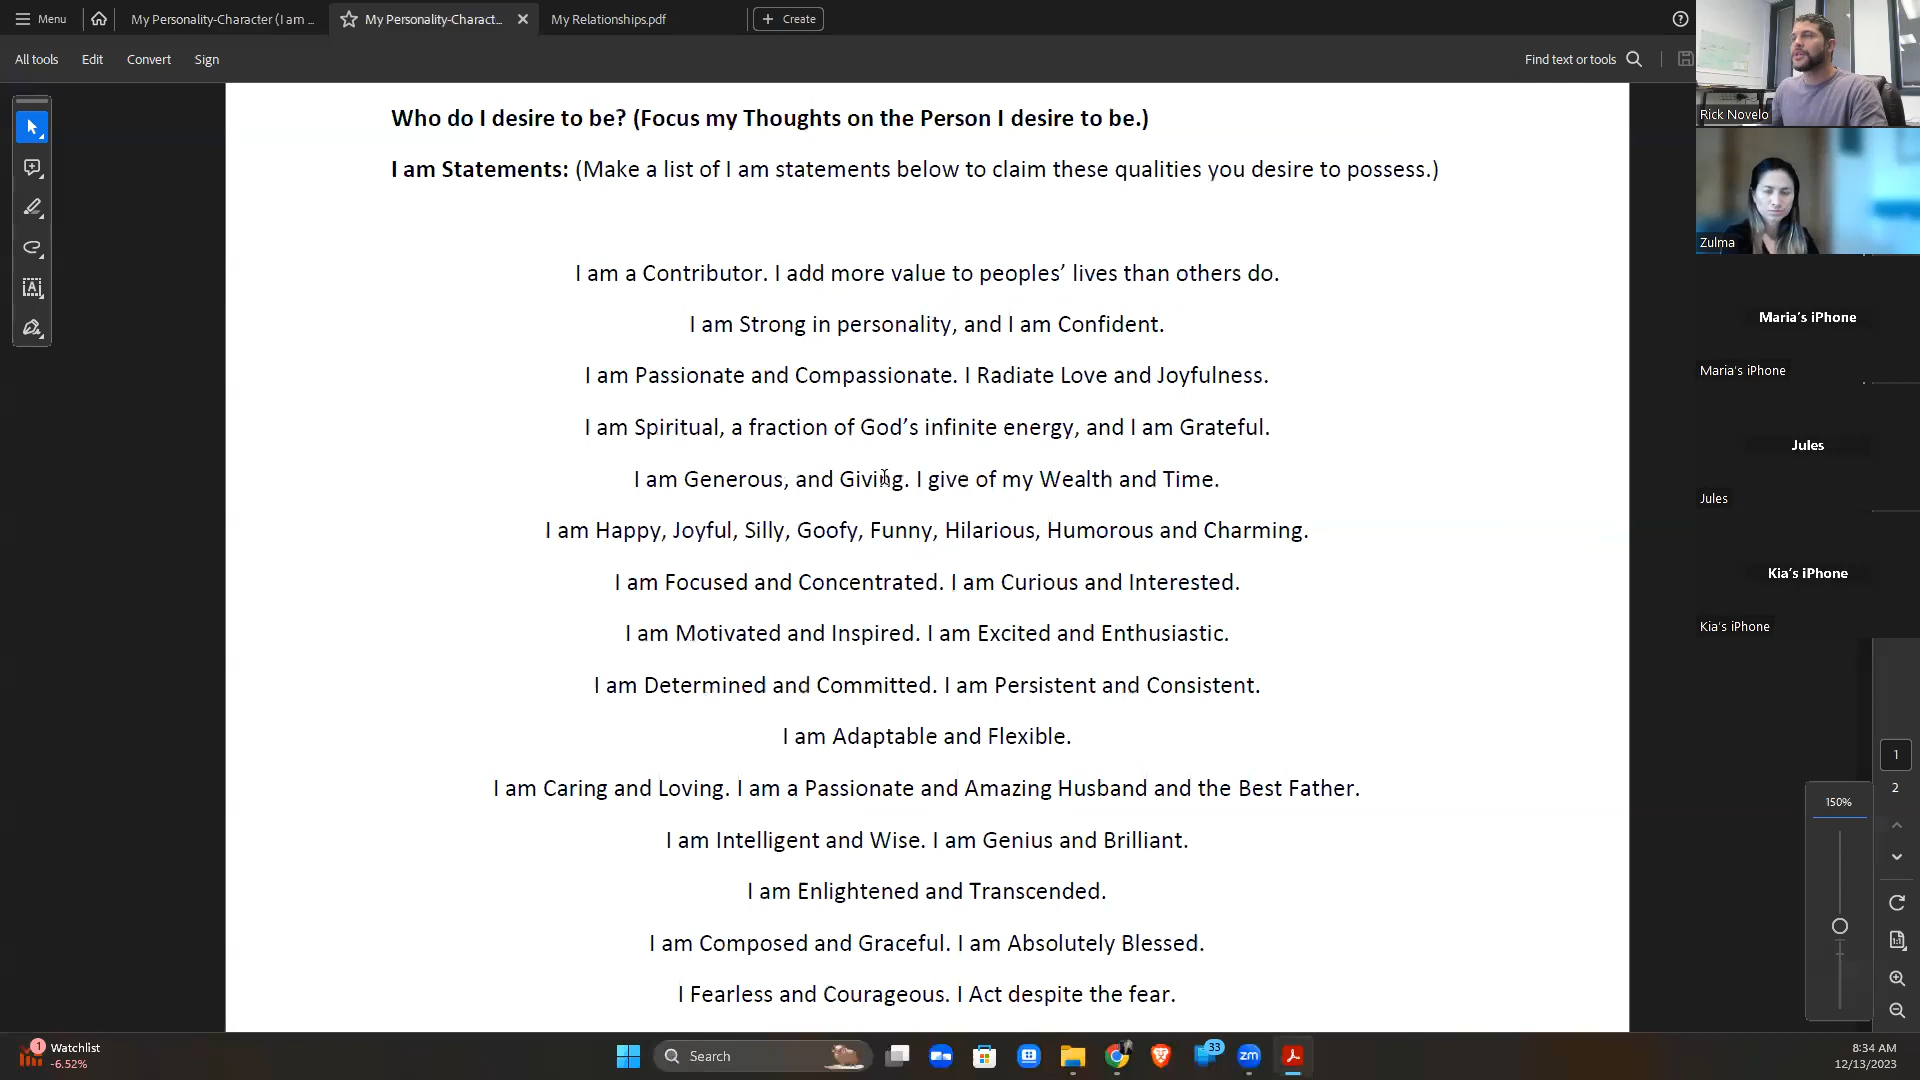 Menu
My Personality-Character (I am ...
My Personality-Charact...
My Relationships.pdf
Create
All tools
Edit
Convert
Sign
Find text or tools
Who do I desire to be? (Focus my Thoughts on the Person I desire to be.)
I am Statements: (Make a list of I am statements below to claim these qualities you desire to possess.)
I am a Contributor. I add more value to peoples’ lives than others do.
I am Strong in personality, and I am Confident.
I am Passionate and Compassionate. I Radiate Love and Joyfulness.
I am Spiritual, a fraction of God’s infinite energy, and I am Grateful.
I am Generous, and Giving. I give of my Wealth and Time.
I am Happy, Joyful, Silly, Goofy, Funny, Hilarious, Humorous and Charming.
I am Focused and Concentrated. I am Curious and Interested.
I am Motivated and Inspired. I am Excited and Enthusiastic.
I am Determined and Committed. I am Persistent and Consistent.
I am Adaptable and Flexible.
I am Caring and Loving. I am a Passionate and Amazing Husband and the Best Father.
I am Intelligent and Wise. I am Genius and Brilliant.
I am Enlightened and Transcended.
I am Composed and Graceful. I am Absolutely Blessed.
I Fearless and Courageous. I Act despite the fear.
Rick Novelo
Zulma
Maria's iPhone
Maria's iPhone
Jules
Jules
Kia's iPhone
Kia's iPhone
1
2
150%
1
Watchlist
-6.52%
Search
33
zm
8:34 AM
12/13/2023